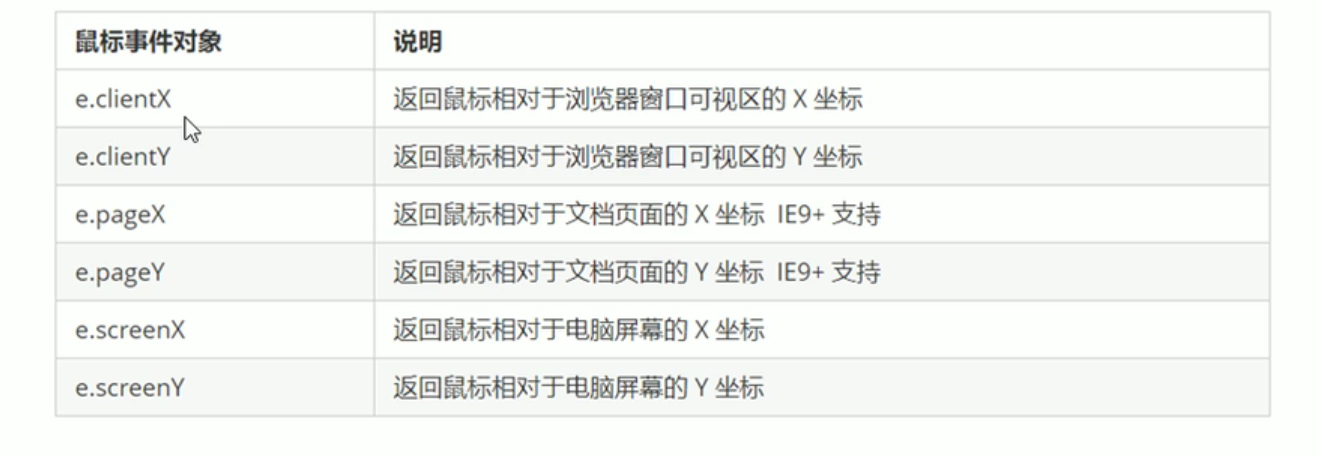 鼠标事件对象 说明
e.clientX 返回鼠标相对于浏览器窗口可视区的 X 坐标
e.clientY 返回鼠标相对于浏览器窗口可视区的 Y 坐标
e.pageX 返回鼠标相对于文档页面的 X 坐标 IE9+ 支持
e.pageY 返回鼠标相对于文档页面的 Y 坐标 IE9+ 支持
e.screenX 返回鼠标相对于电脑屏幕的 X 坐标
e.screenY 返回鼠标相对于电脑屏幕的 Y 坐标